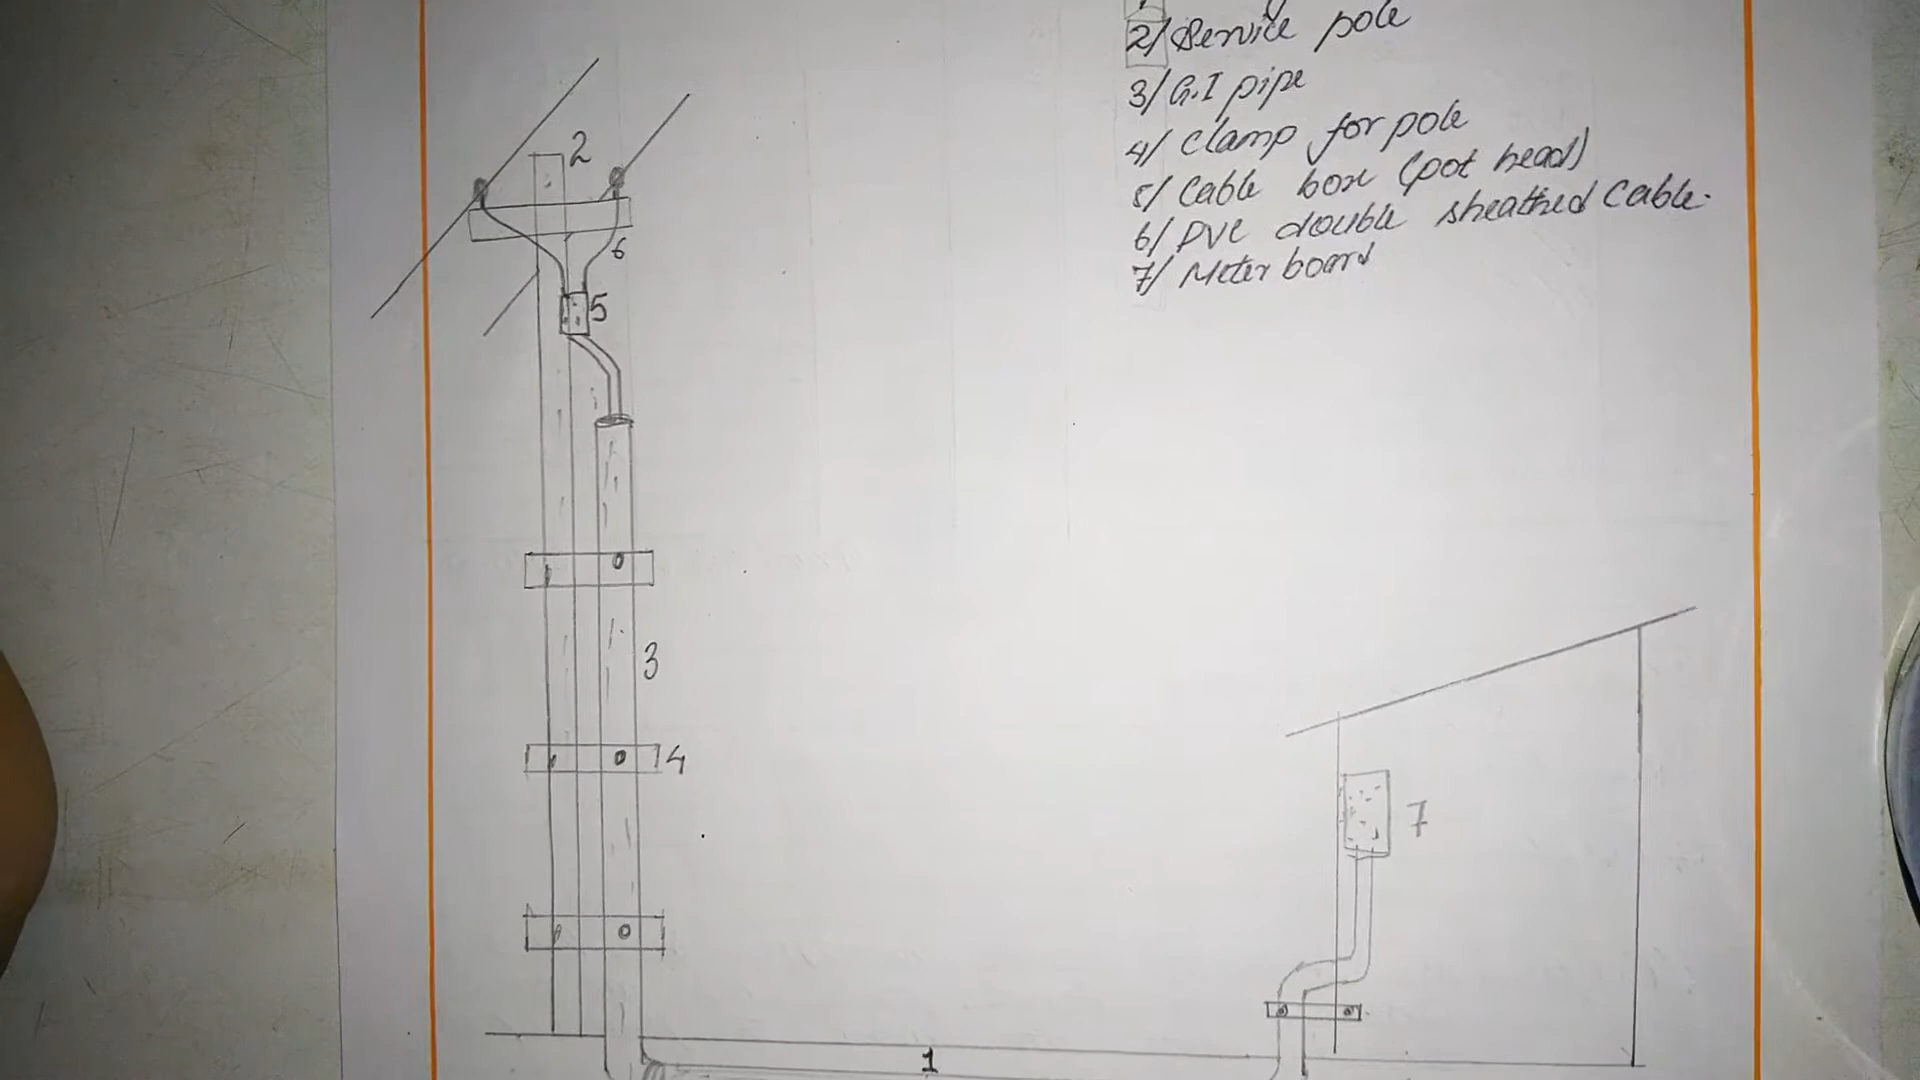 2/ Service pole
3/ G.I pipe
4/ Clamp for pole
5/ Cable box (pot head)
6/ PVC double sheathed Cable.
7/ Meter board
2
6
5
3
4
7
1